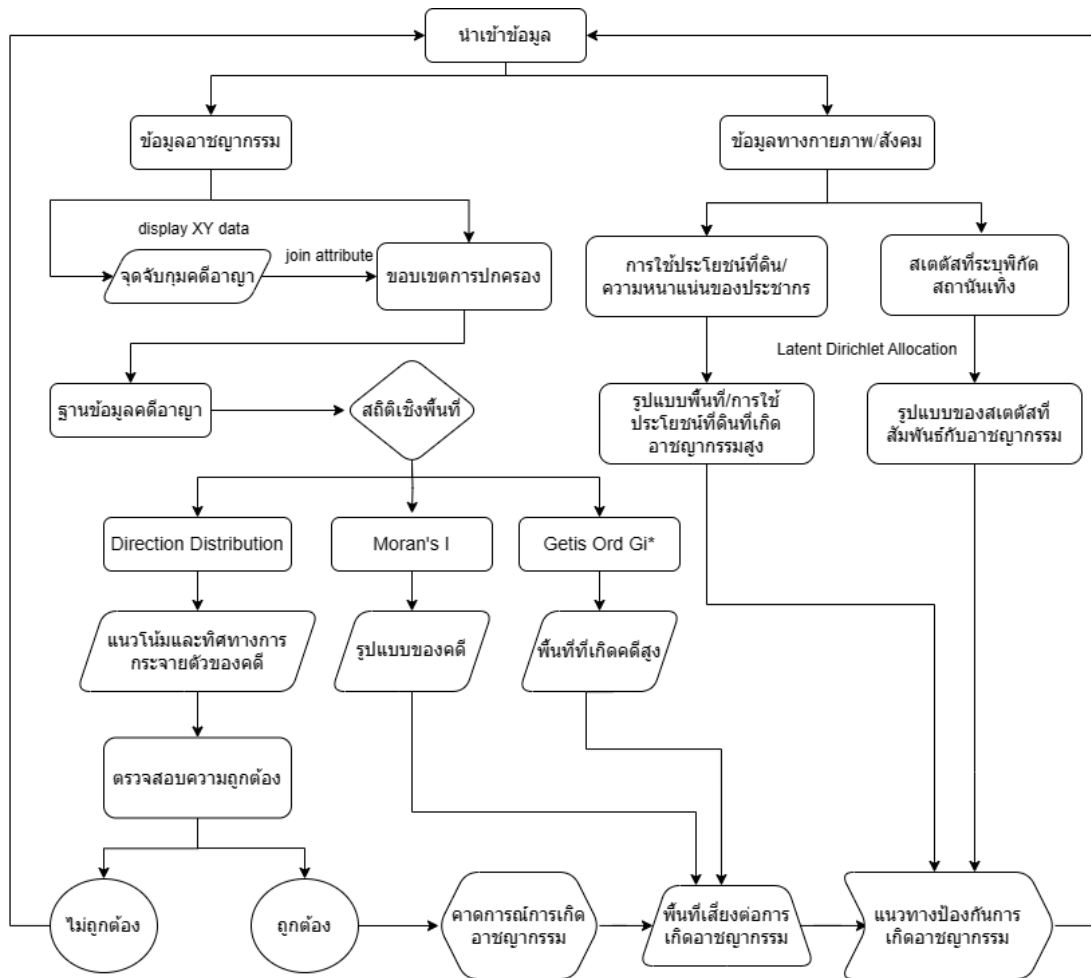 นำเข้าข้อมูล
ข้อมูลอาชญากรรม
ข้อมูลทางกายภาพ/สังคม
display XY data
จุดจับกุมคดีอาญา
join attribute
ขอบเขตการปกครอง
การใช้ประโยชน์ที่ดิน/
ความหนาแน่นของประชากร
สเตตัสที่ระบุพิกัด
สถานันเทิง
Latent Dirichlet Allocation
ฐานข้อมูลคดีอาญา
สถิติเชิงพื้นที่
รูปแบบพื้นที่/การใช้
ประโยชน์ที่ดินที่เกิด
อาชญากรรมสูง
รูปแบบของสเตตัสที่
สัมพันธ์กับอาชญากรรม
Direction Distribution
Moran's I
Getis Ord Gi*
แนวโน้มและทิศทางการ
กระจายตัวของคดี
รูปแบบของคดี
พื้นที่ที่เกิดคดีสูง
ตรวจสอบความถูกต้อง
ไม่ถูกต้อง
ถูกต้อง
คาดการณ์การเกิด
อาชญากรรม
พื้นที่เสี่ยงต่อการ
เกิดอาชญากรรม
แนวทางป้องกันการ
เกิดอาชญากรรม